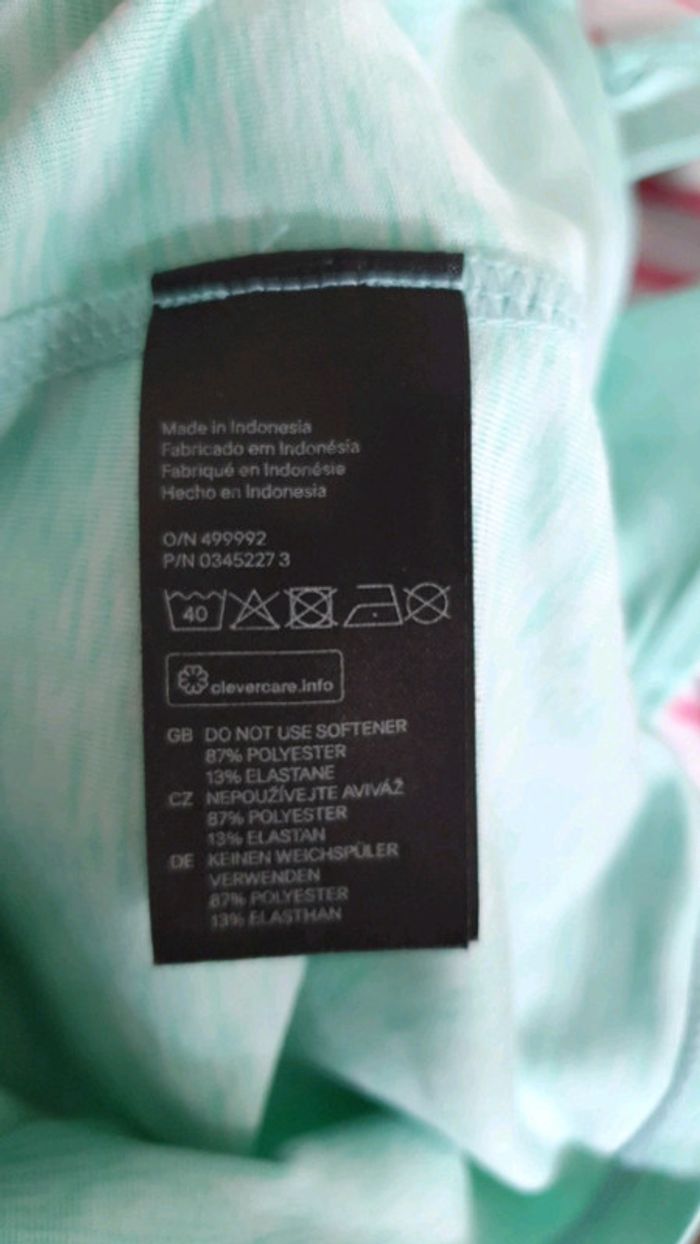 Made in Indonesia
Fabricado em Indonésia
Fabriqué en Indonésie
Hecho en Indonesia
O/N 499992
P/N 0345227 3
40
clevercare.info
GB DO NOT USE SOFTENER
87% POLYESTER
13% ELASTANE
CZ NEPOUŽÍVEJTE AVIVÁŽ
87% POLYESTER
13% ELASTAN
DE KEINEN WEICHSPÜLER
VERWENDEN
87% POLYESTER
13% ELASTHAN